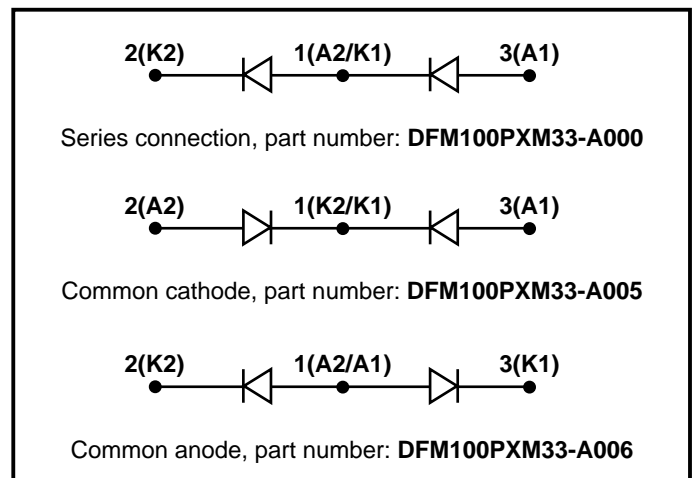 2(K2) 1(A2/K1) 3(A1)
Series connection, part number: DFM100PXM33-A000
2(A2) 1(K2/K1) 3(A1)
Common cathode, part number: DFM100PXM33-A005
2(K2) 1(A2/A1) 3(K1)
Common anode, part number: DFM100PXM33-A006